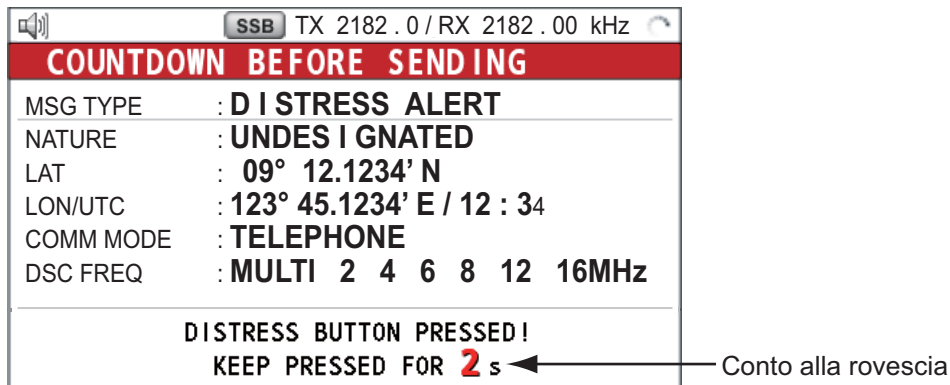 SSB TX 2182.0 / RX 2182.00 kHz
COUNTDOWN BEFORE SENDING
MSG TYPE : DISTRESS ALERT
NATURE : UNDESIGNATED
LAT : 09° 12.1234' N
LON/UTC : 123° 45.1234' E / 12 : 34
COMM MODE : TELEPHONE
DSC FREQ : MULTI 2 4 6 8 12 16MHz
DISTRESS BUTTON PRESSED!
KEEP PRESSED FOR 2 s
Conto alla rovescia